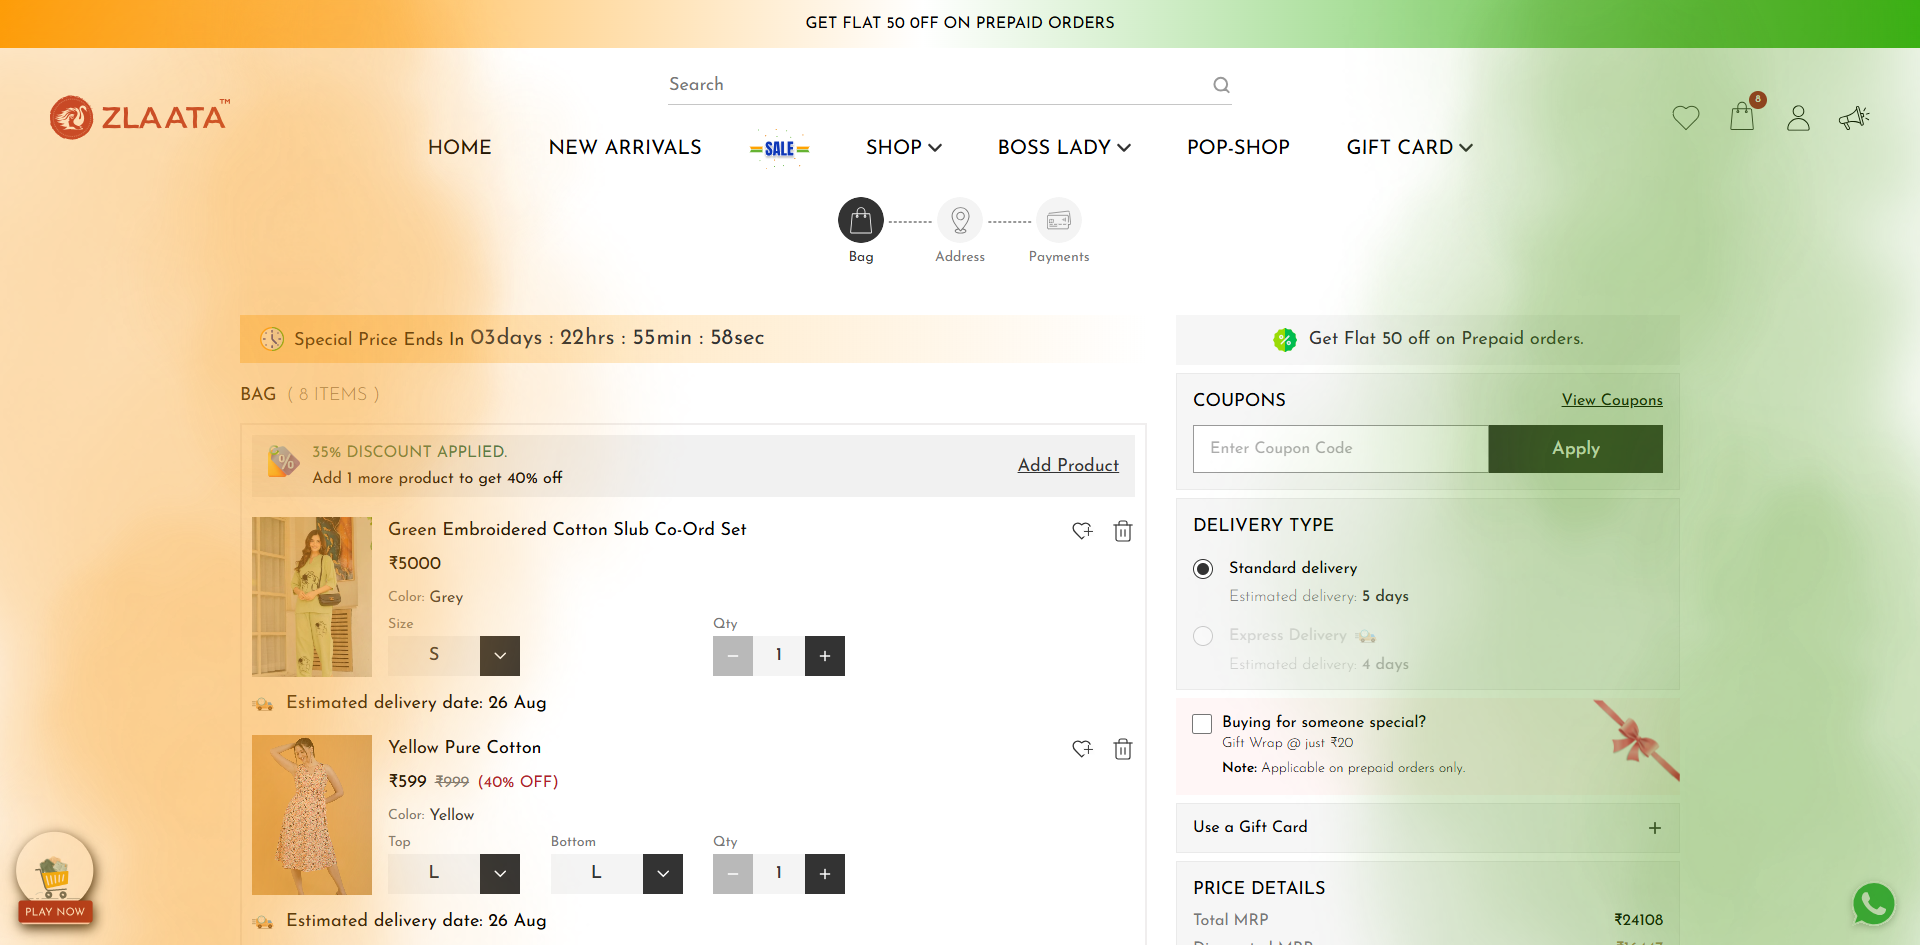 GET FLAT 50 OFF ON PREPAID ORDERS
Search
ZLAATA™
8
HOME
NEW ARRIVALS
SALE
SHOP
BOSS LADY
POP-SHOP
GIFT CARD
Bag
Address
Payments
Special Price Ends In 03days : 22hrs : 55min : 58sec
BAG ( 8 ITEMS )
35% DISCOUNT APPLIED.
Add 1 more product to get 40% off
Add Product
Green Embroidered Cotton Slub Co-Ord Set
₹5000
Color: Grey
Size
Qty
S
1
Estimated delivery date: 26 Aug
Yellow Pure Cotton
₹599 ₹999 (40% OFF)
Color: Yellow
Top
Bottom
Qty
L
L
1
Estimated delivery date: 26 Aug
Get Flat 50 off on Prepaid orders.
COUPONS
View Coupons
Enter Coupon Code
Apply
DELIVERY TYPE
Standard delivery
Estimated delivery: 5 days
Express Delivery
Estimated delivery: 4 days
Buying for someone special?
Gift Wrap @ just ₹20
Note: Applicable on prepaid orders only.
Use a Gift Card
PRICE DETAILS
Total MRP
₹24108
PLAY NOW